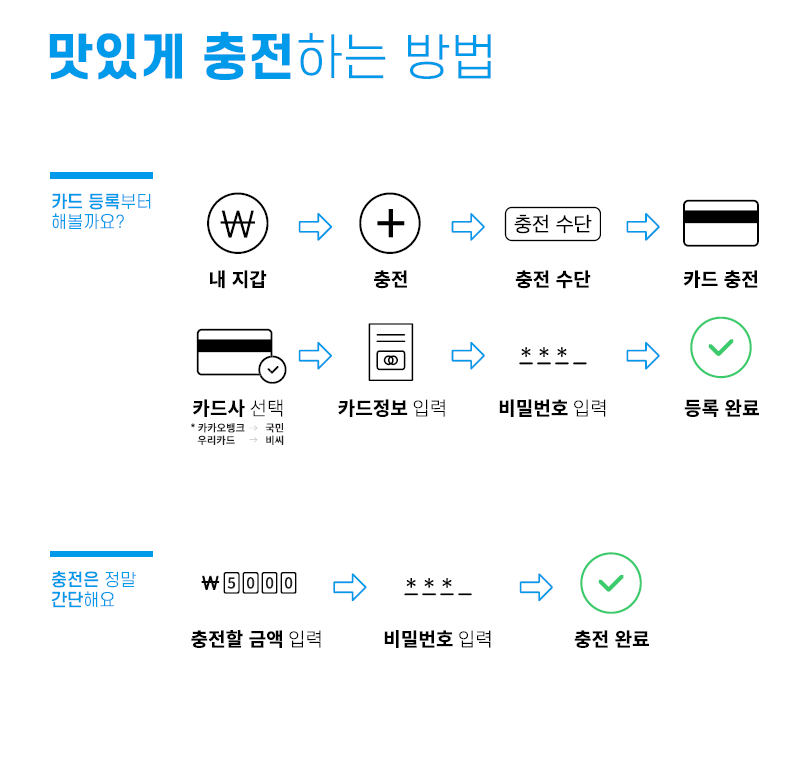 맛있게 충전하는 방법
카드 등록부터
해볼까요?
₩
충전 수단
내 지갑
충전
충전 수단
카드 충전
***_
카드사 선택
카드정보 입력
비밀번호 입력
등록 완료
* 카카오뱅크 → 국민
우리카드 → 비씨
충전은 정말
간단해요
₩5000
***_
충전할 금액 입력
비밀번호 입력
충전 완료